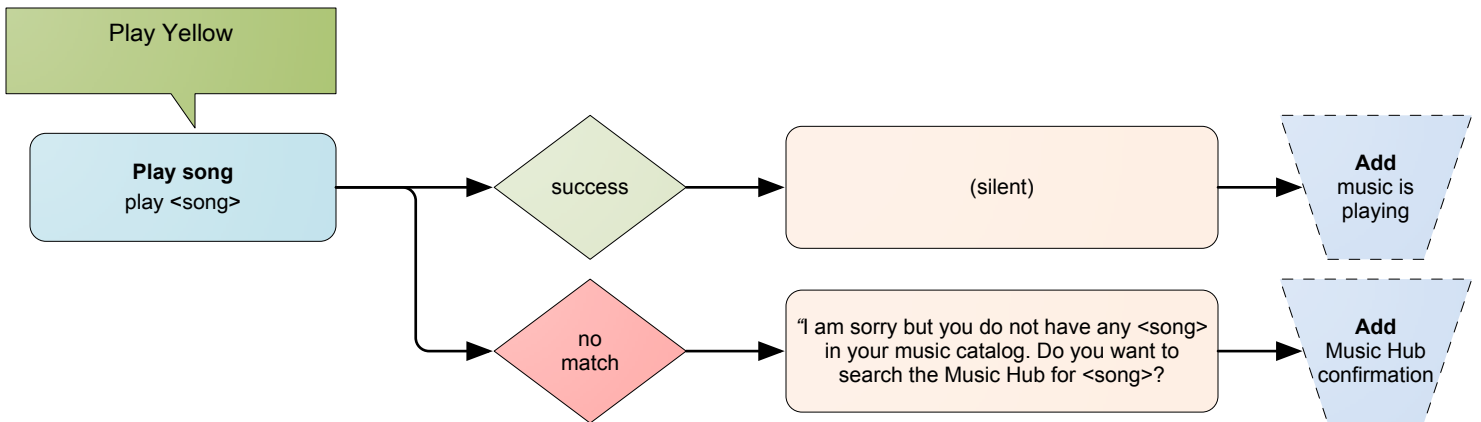 Play Yellow
Play song
play <song>
success
(silent)
Add
music is
playing
no
match
“I am sorry but you do not have any <song>
in your music catalog. Do you want to
search the Music Hub for <song>?
Add
Music Hub
confirmation